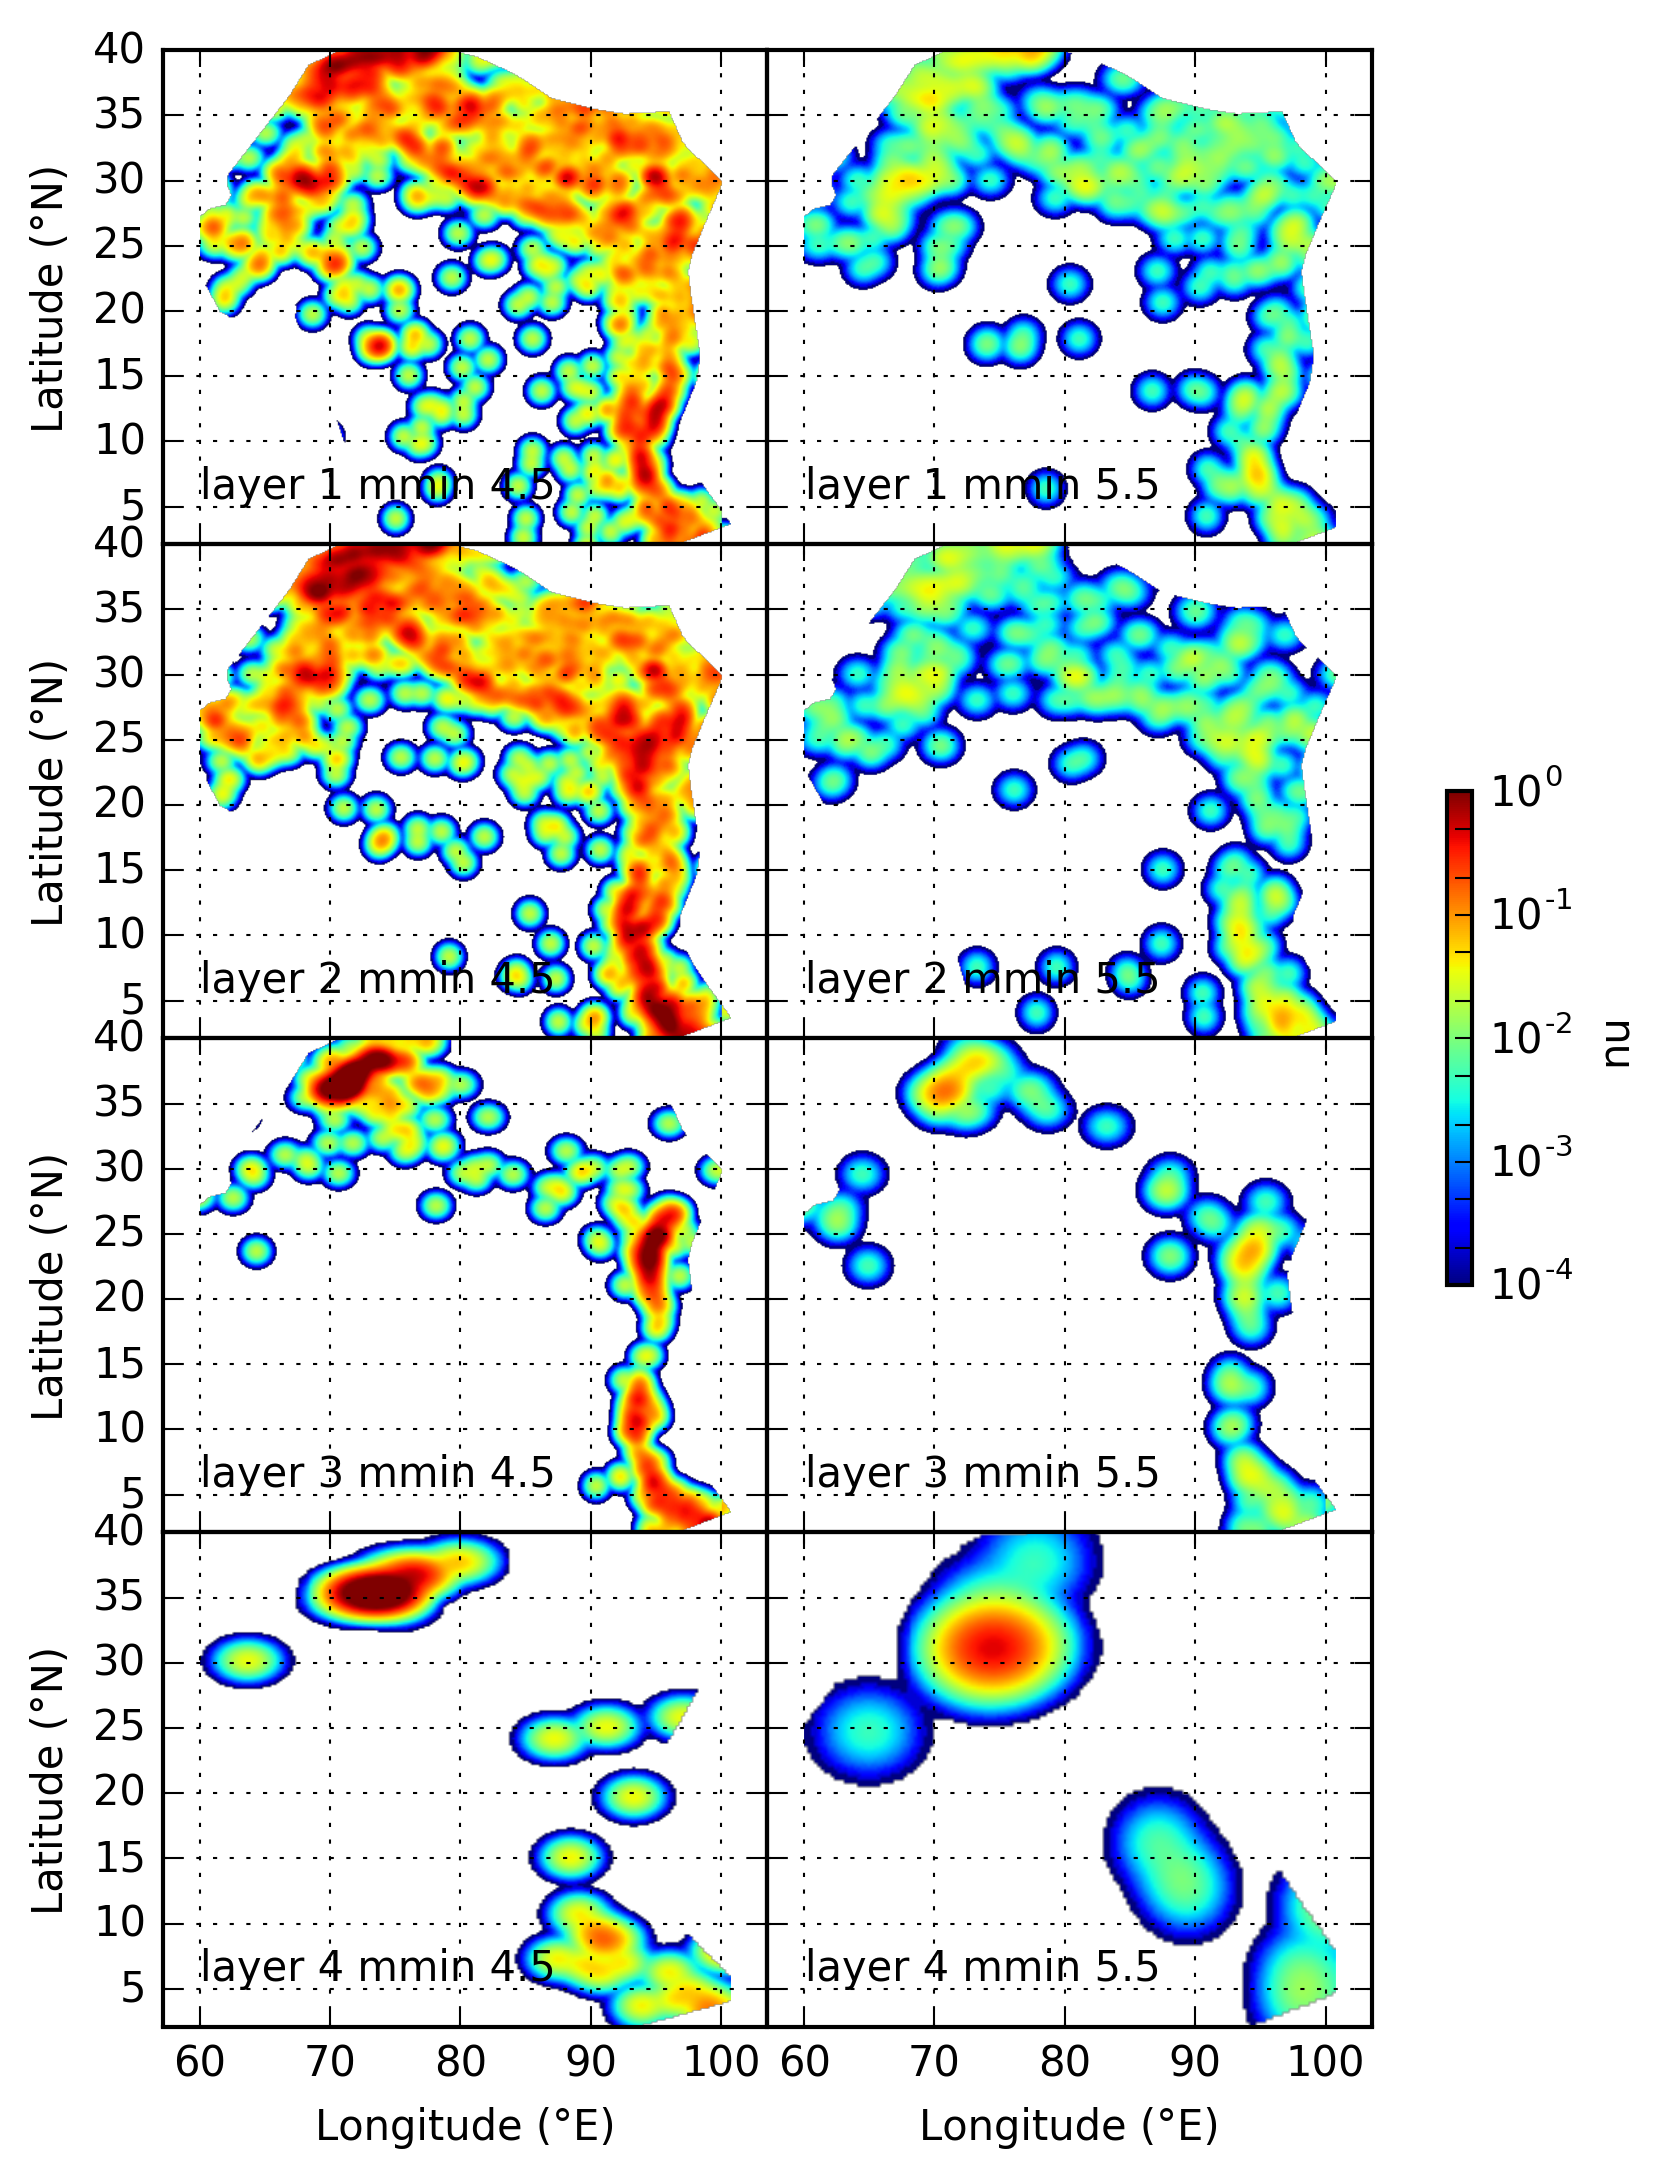 40
35
30
25
20
15
10
5
Latitude (°N)
layer 1 mmin 4.5
layer 1 mmin 5.5
40
35
30
25
20
15
10
5
Latitude (°N)
layer 2 mmin 4.5
layer 2 mmin 5.5
40
35
30
25
20
15
10
5
Latitude (°N)
layer 3 mmin 4.5
layer 3 mmin 5.5
40
35
30
25
20
15
10
5
Latitude (°N)
layer 4 mmin 4.5
layer 4 mmin 5.5
60 70 80 90 100 60 70 80 90 100
Longitude (°E) Longitude (°E)
10^0
10^-1
10^-2
10^-3
10^-4
nu